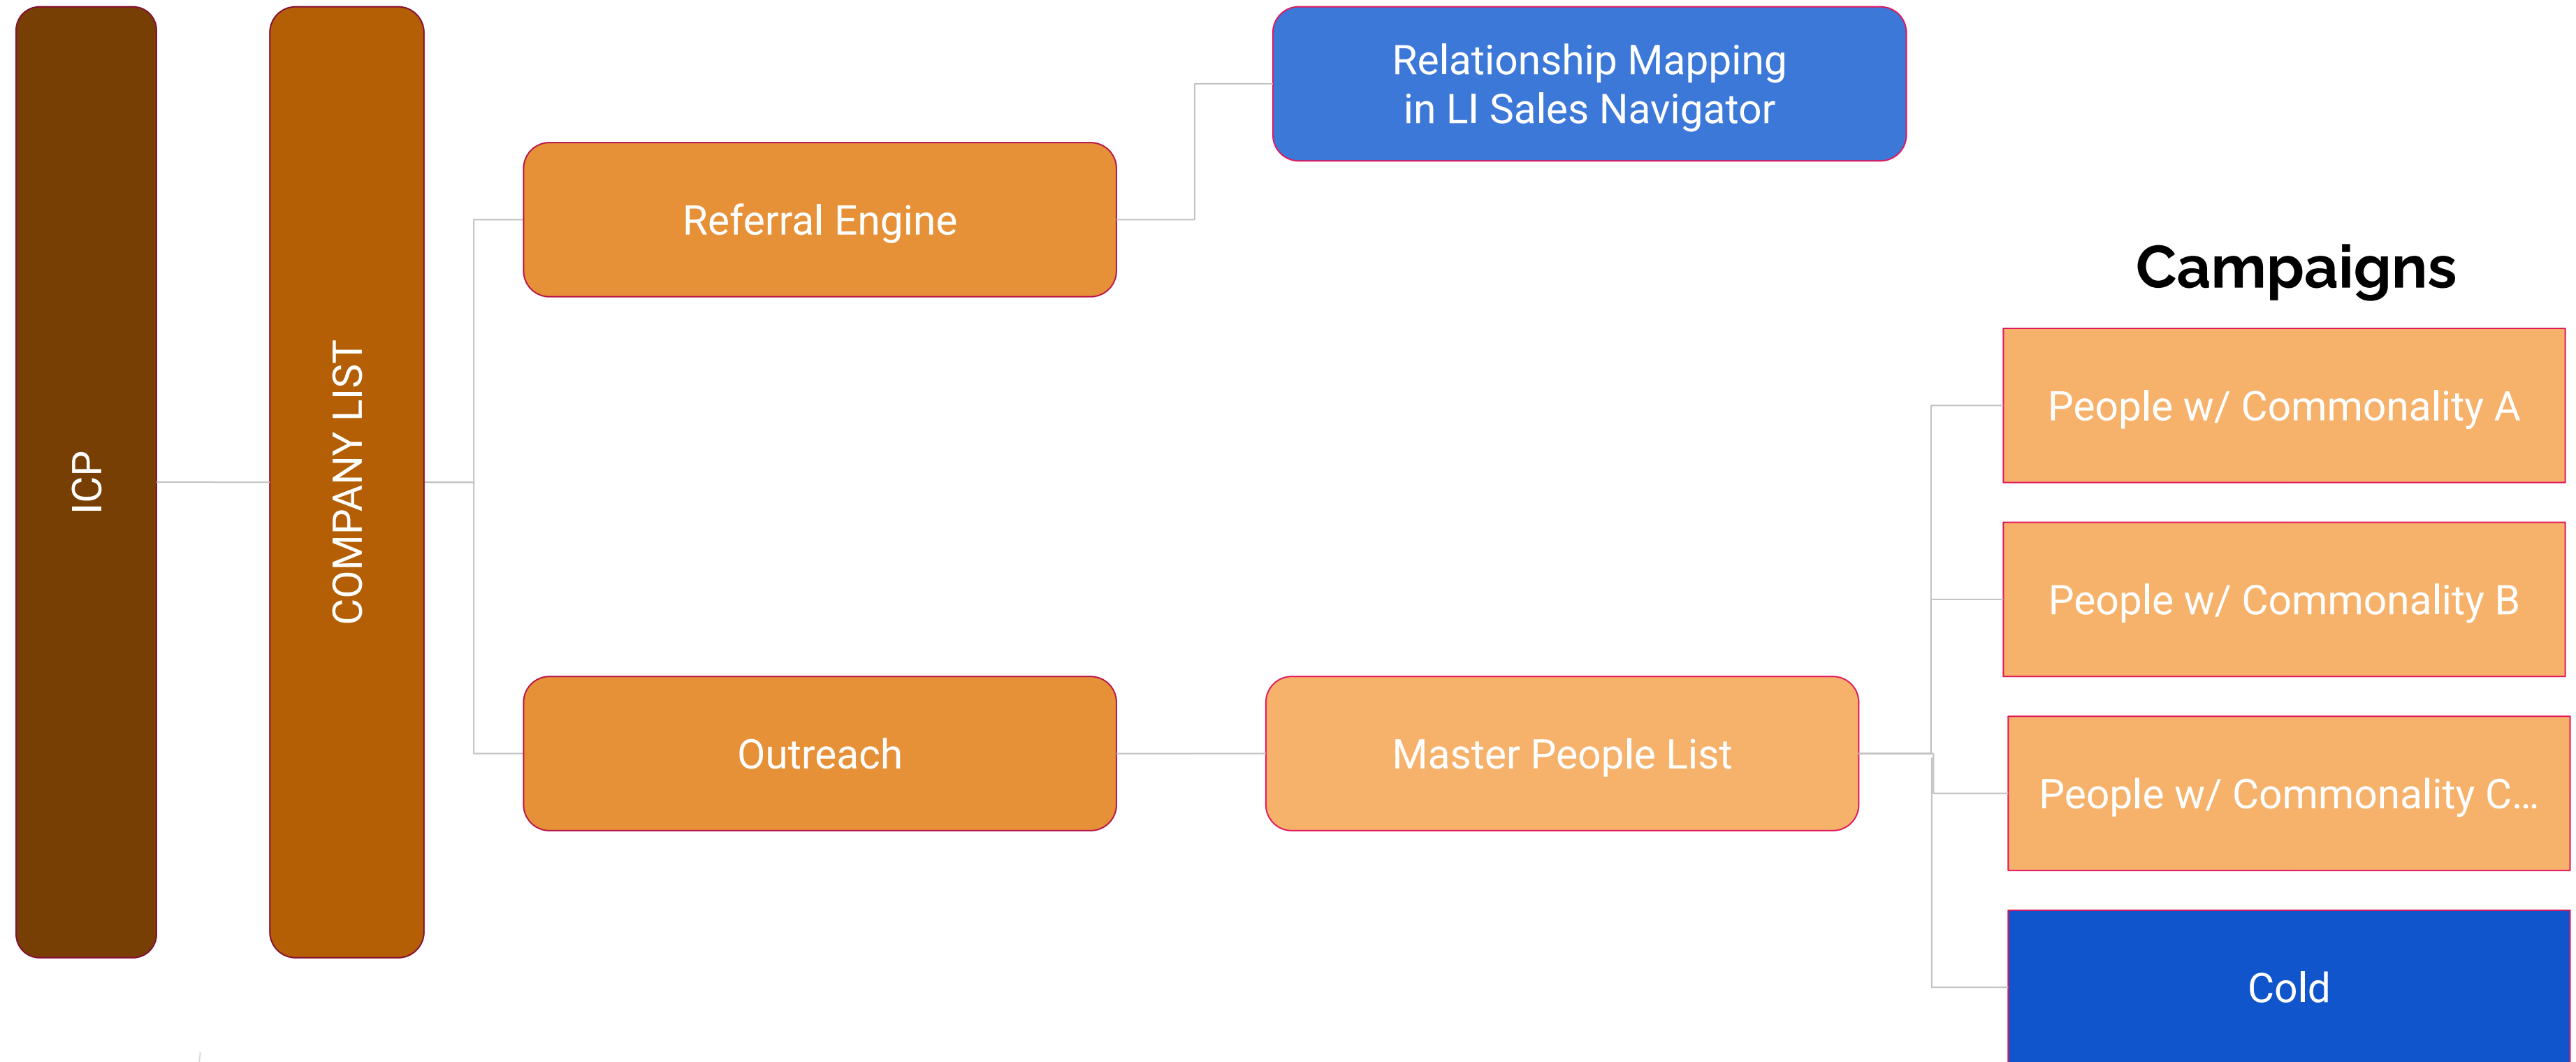 ICP
COMPANY LIST
Referral Engine
Relationship Mapping
in LI Sales Navigator
Outreach
Master People List
Campaigns
People w/ Commonality A
People w/ Commonality B
People w/ Commonality C...
Cold